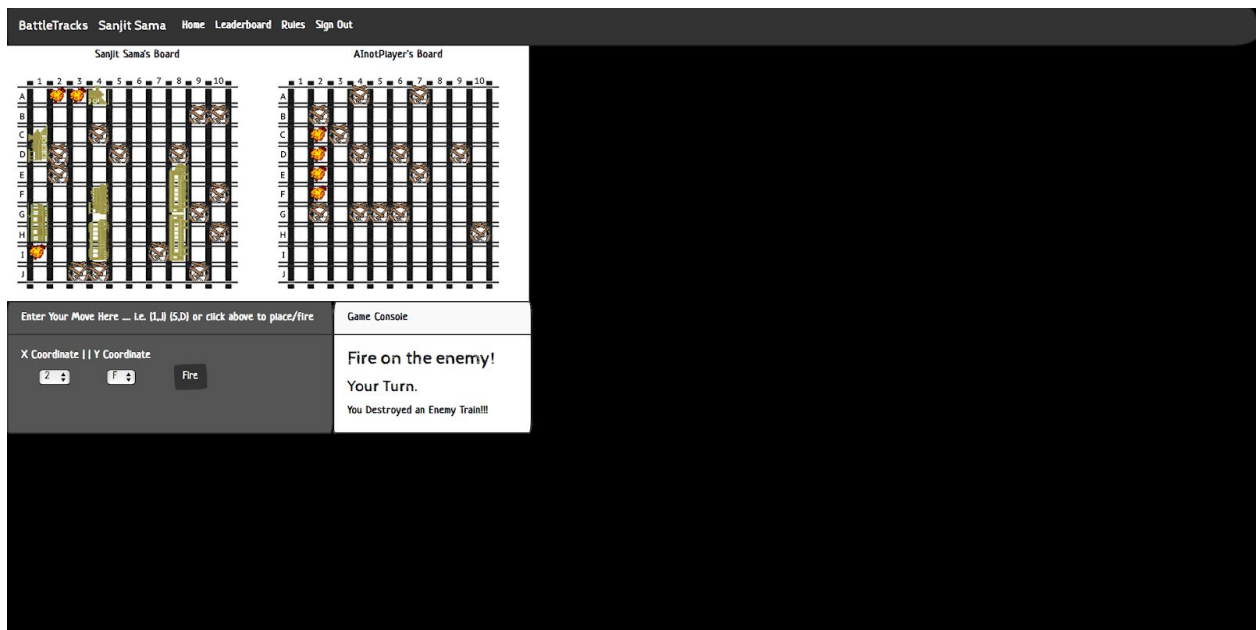 BattleTracks Sanjit Sama Home Leaderboard Rules Sign Out
Sanjit Sama's Board
AInotPlayer's Board
1 2 3 4 5 6 7 8 9 10
A
B
C
D
E
F
G
H
I
J
1 2 3 4 5 6 7 8 9 10
A
B
C
D
E
F
G
H
I
J
Enter Your Move Here .... i.e. (1,J) (5,D) or click above to place/fire
X Coordinate | | Y Coordinate
2 F Fire
Game Console
Fire on the enemy!
Your Turn.
You Destroyed an Enemy Train!!!